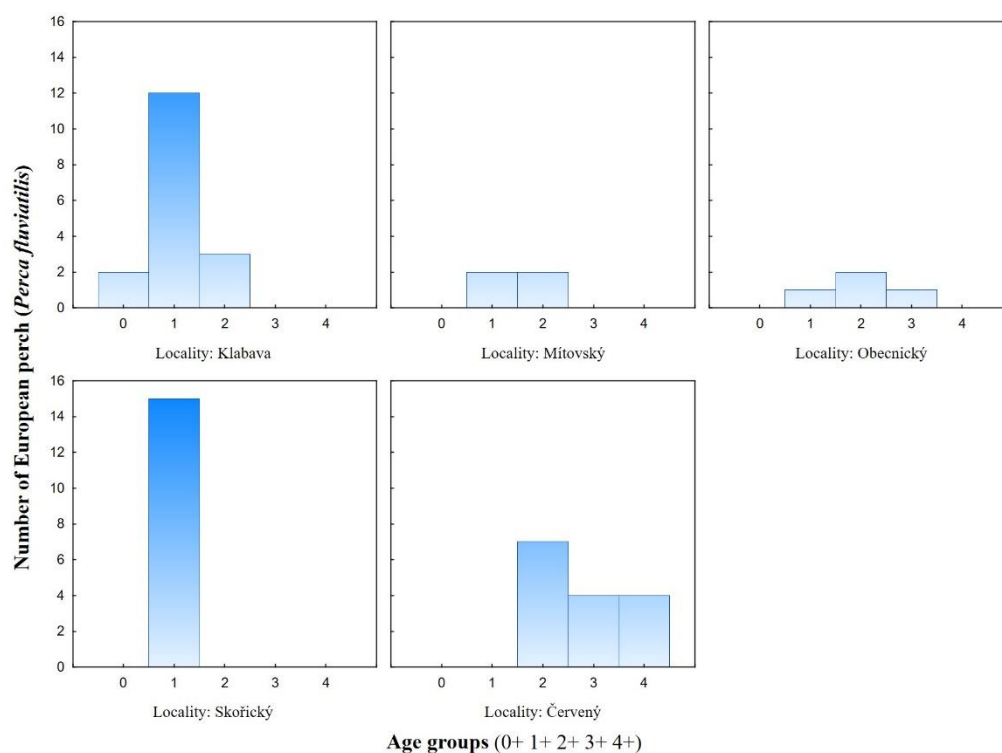 Number of European perch (Perca fluviatilis)
16
14
12
10
8
6
4
2
0
0 1 2 3 4
Locality: Klabava
0 1 2 3 4
Locality: Mítovský
0 1 2 3 4
Locality: Obecnický
16
14
12
10
8
6
4
2
0
0 1 2 3 4
Locality: Skořický
0 1 2 3 4
Locality: Červený
Age groups (0+ 1+ 2+ 3+ 4+)